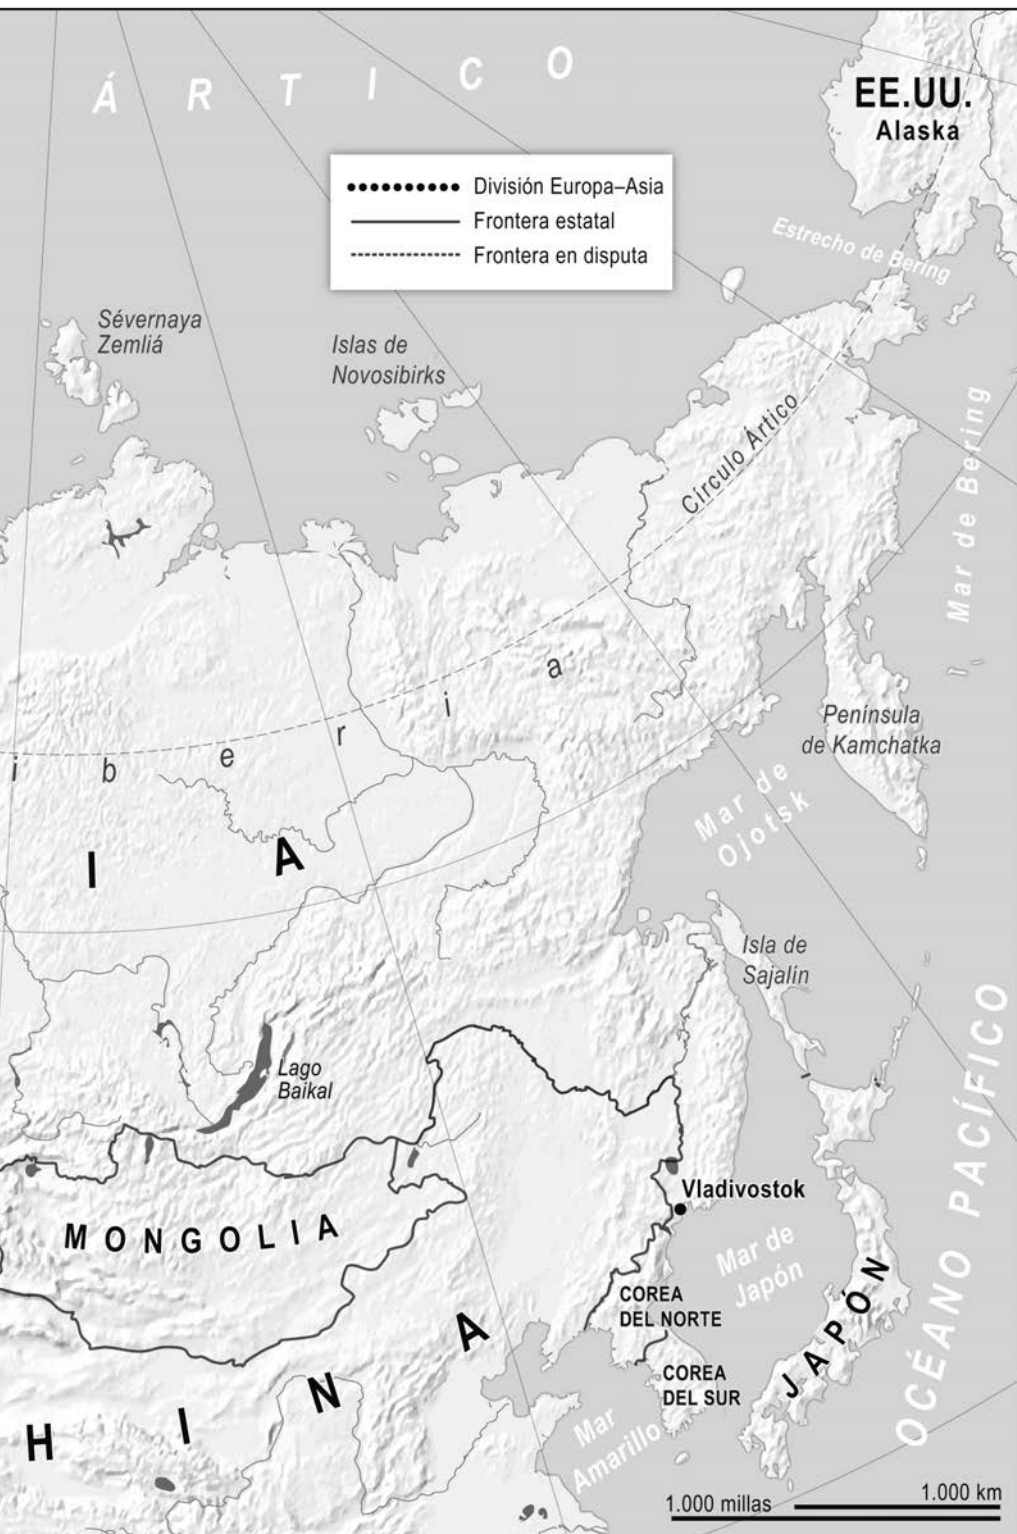 Á R T I C O
EE.UU.
Alaska
División Europa–Asia
Frontera estatal
Frontera en disputa
Estrecho de Bering
Sévernaya
Zemliá
Islas de
Novosibirks
Círculo Ártico
Mar de Bering
i b e r i a
Península
de Kamchatka
Mar de
Ojotsk
I A
Isla de
Sajalín
Lago
Baikal
OCÉANO PACÍFICO
Vladivostok
MONGOLIA
Mar de
Japón
COREA
DEL NORTE
JAPÓN
COREA
DEL SUR
H I N A
Mar
Amarillo
1.000 millas
1.000 km